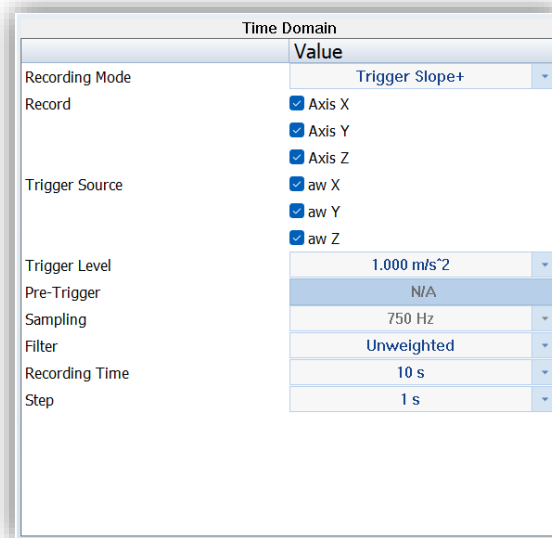 Time Domain
Value
Recording Mode Trigger Slope+
Record Axis X
Axis Y
Axis Z
Trigger Source aw X
aw Y
aw Z
Trigger Level 1.000 m/s^2
Pre-Trigger N/A
Sampling 750 Hz
Filter Unweighted
Recording Time 10 s
Step 1 s